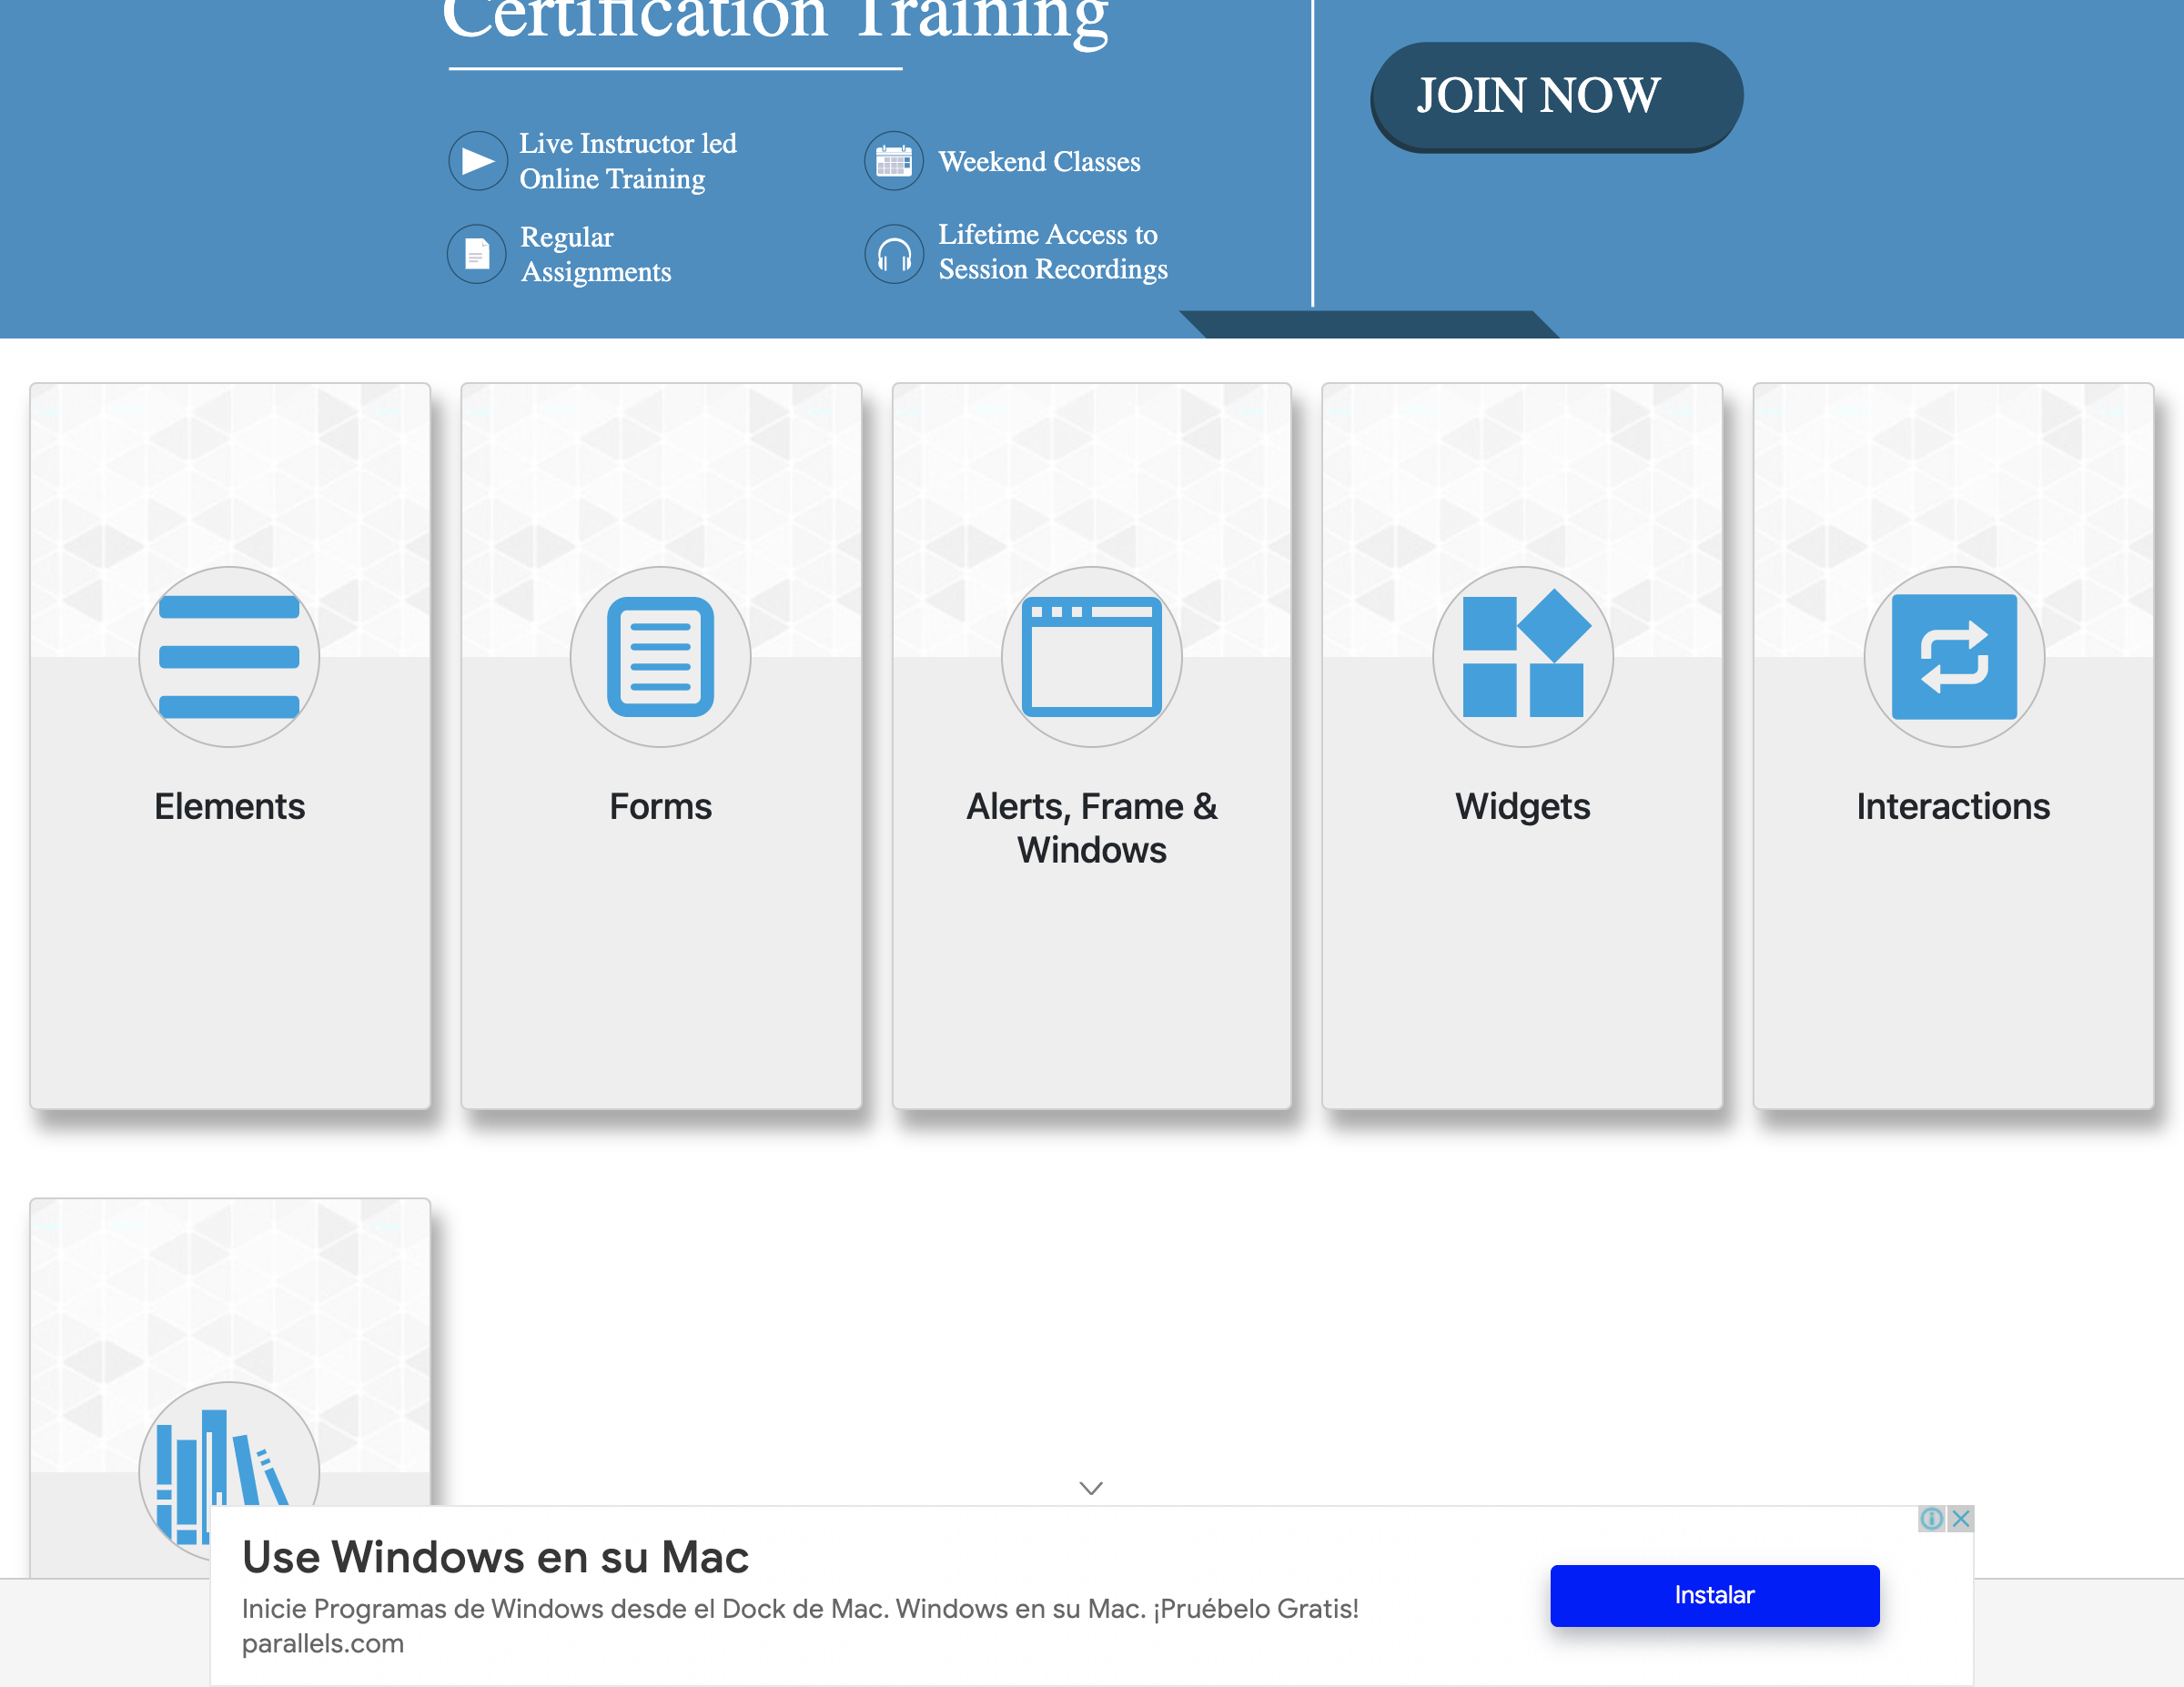 Certification Training
JOIN NOW
Live Instructor led
Online Training
Weekend Classes
Regular
Assignments
Lifetime Access to
Session Recordings
Elements
Forms
Alerts, Frame &
Windows
Widgets
Interactions
Use Windows en su Mac
Inicie Programas de Windows desde el Dock de Mac. Windows en su Mac. ¡Pruébelo Gratis!
parallels.com
Instalar